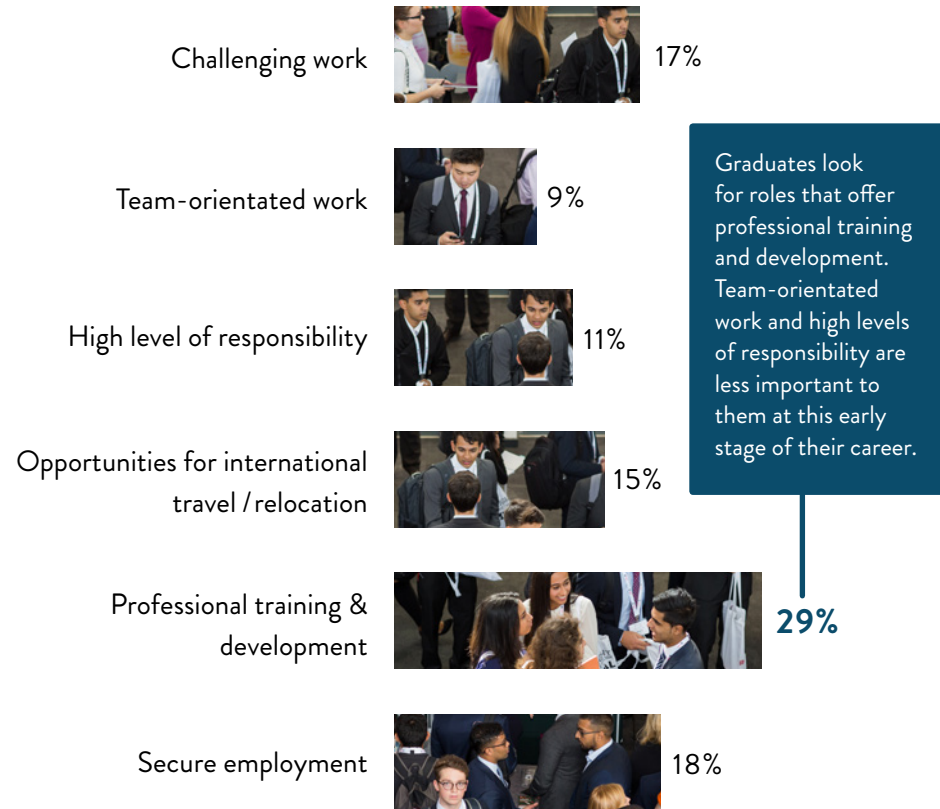 Challenging work
17%
Team-orientated work
9%
High level of responsibility
11%
Opportunities for international
travel / relocation
15%
Professional training &
development
29%
Secure employment
18%
Graduates look
for roles that offer
professional training
and development.
Team-orientated
work and high levels
of responsibility are
less important to
them at this early
stage of their career.